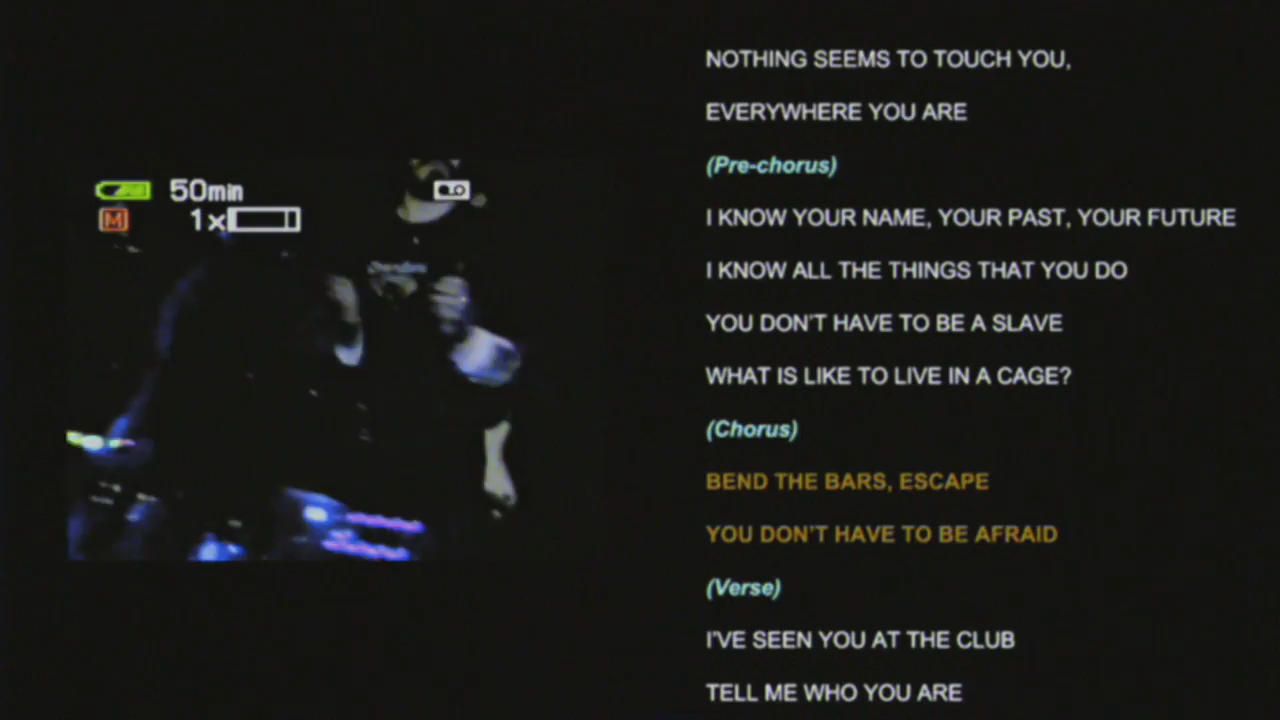 50min
M
1x
NOTHING SEEMS TO TOUCH YOU,
EVERYWHERE YOU ARE
(Pre-chorus)
I KNOW YOUR NAME, YOUR PAST, YOUR FUTURE
I KNOW ALL THE THINGS THAT YOU DO
YOU DON'T HAVE TO BE A SLAVE
WHAT IS LIKE TO LIVE IN A CAGE?
(Chorus)
BEND THE BARS, ESCAPE
YOU DON'T HAVE TO BE AFRAID
(Verse)
I'VE SEEN YOU AT THE CLUB
TELL ME WHO YOU ARE